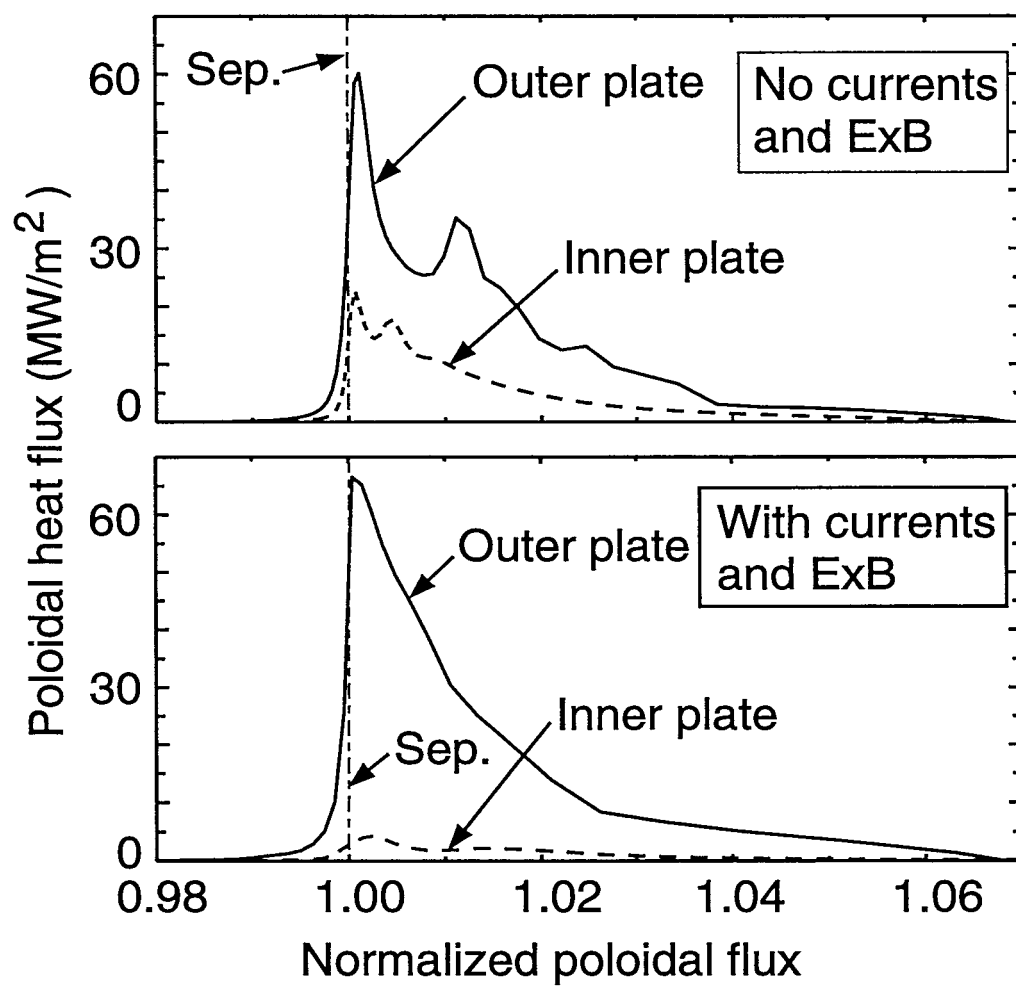 Poloidal heat flux (MW/m²)
60
30
0
Sep.
Outer plate
Inner plate
No currents
and ExB
60
30
0
Outer plate
Inner plate
Sep.
With currents
and ExB
0.98 1.00 1.02 1.04 1.06
Normalized poloidal flux